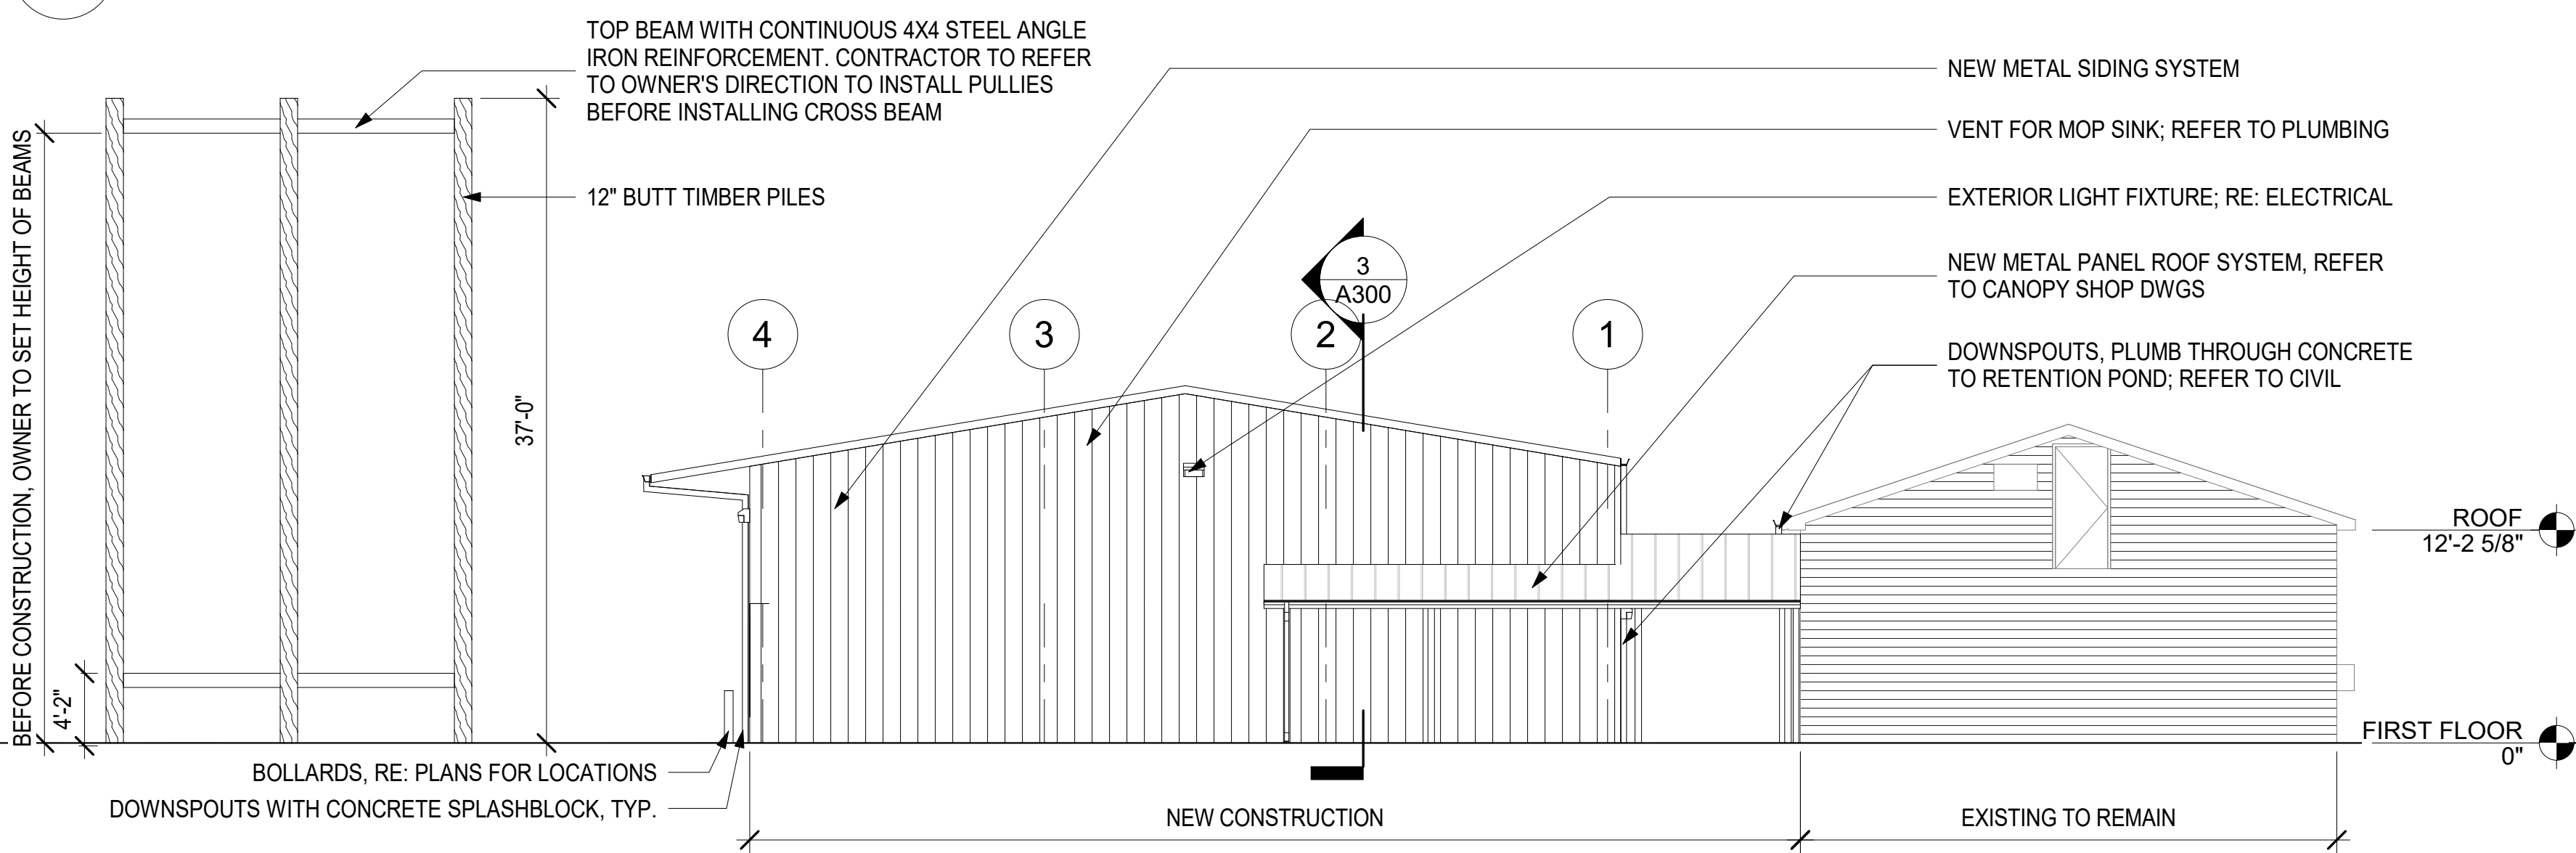 TOP BEAM WITH CONTINUOUS 4X4 STEEL ANGLE
IRON REINFORCEMENT. CONTRACTOR TO REFER
TO OWNER'S DIRECTION TO INSTALL PULLIES
BEFORE INSTALLING CROSS BEAM
12" BUTT TIMBER PILES
BEFORE CONSTRUCTION, OWNER TO SET HEIGHT OF BEAMS
4'-2"
37'-0"
NEW METAL SIDING SYSTEM
VENT FOR MOP SINK; REFER TO PLUMBING
EXTERIOR LIGHT FIXTURE; RE: ELECTRICAL
NEW METAL PANEL ROOF SYSTEM, REFER
TO CANOPY SHOP DWGS
DOWNSPOUTS, PLUMB THROUGH CONCRETE
TO RETENTION POND; REFER TO CIVIL
3
A300
4
3
2
1
ROOF
12'-2 5/8"
FIRST FLOOR
0"
BOLLARDS, RE: PLANS FOR LOCATIONS
DOWNSPOUTS WITH CONCRETE SPLASHBLOCK, TYP.
NEW CONSTRUCTION
EXISTING TO REMAIN